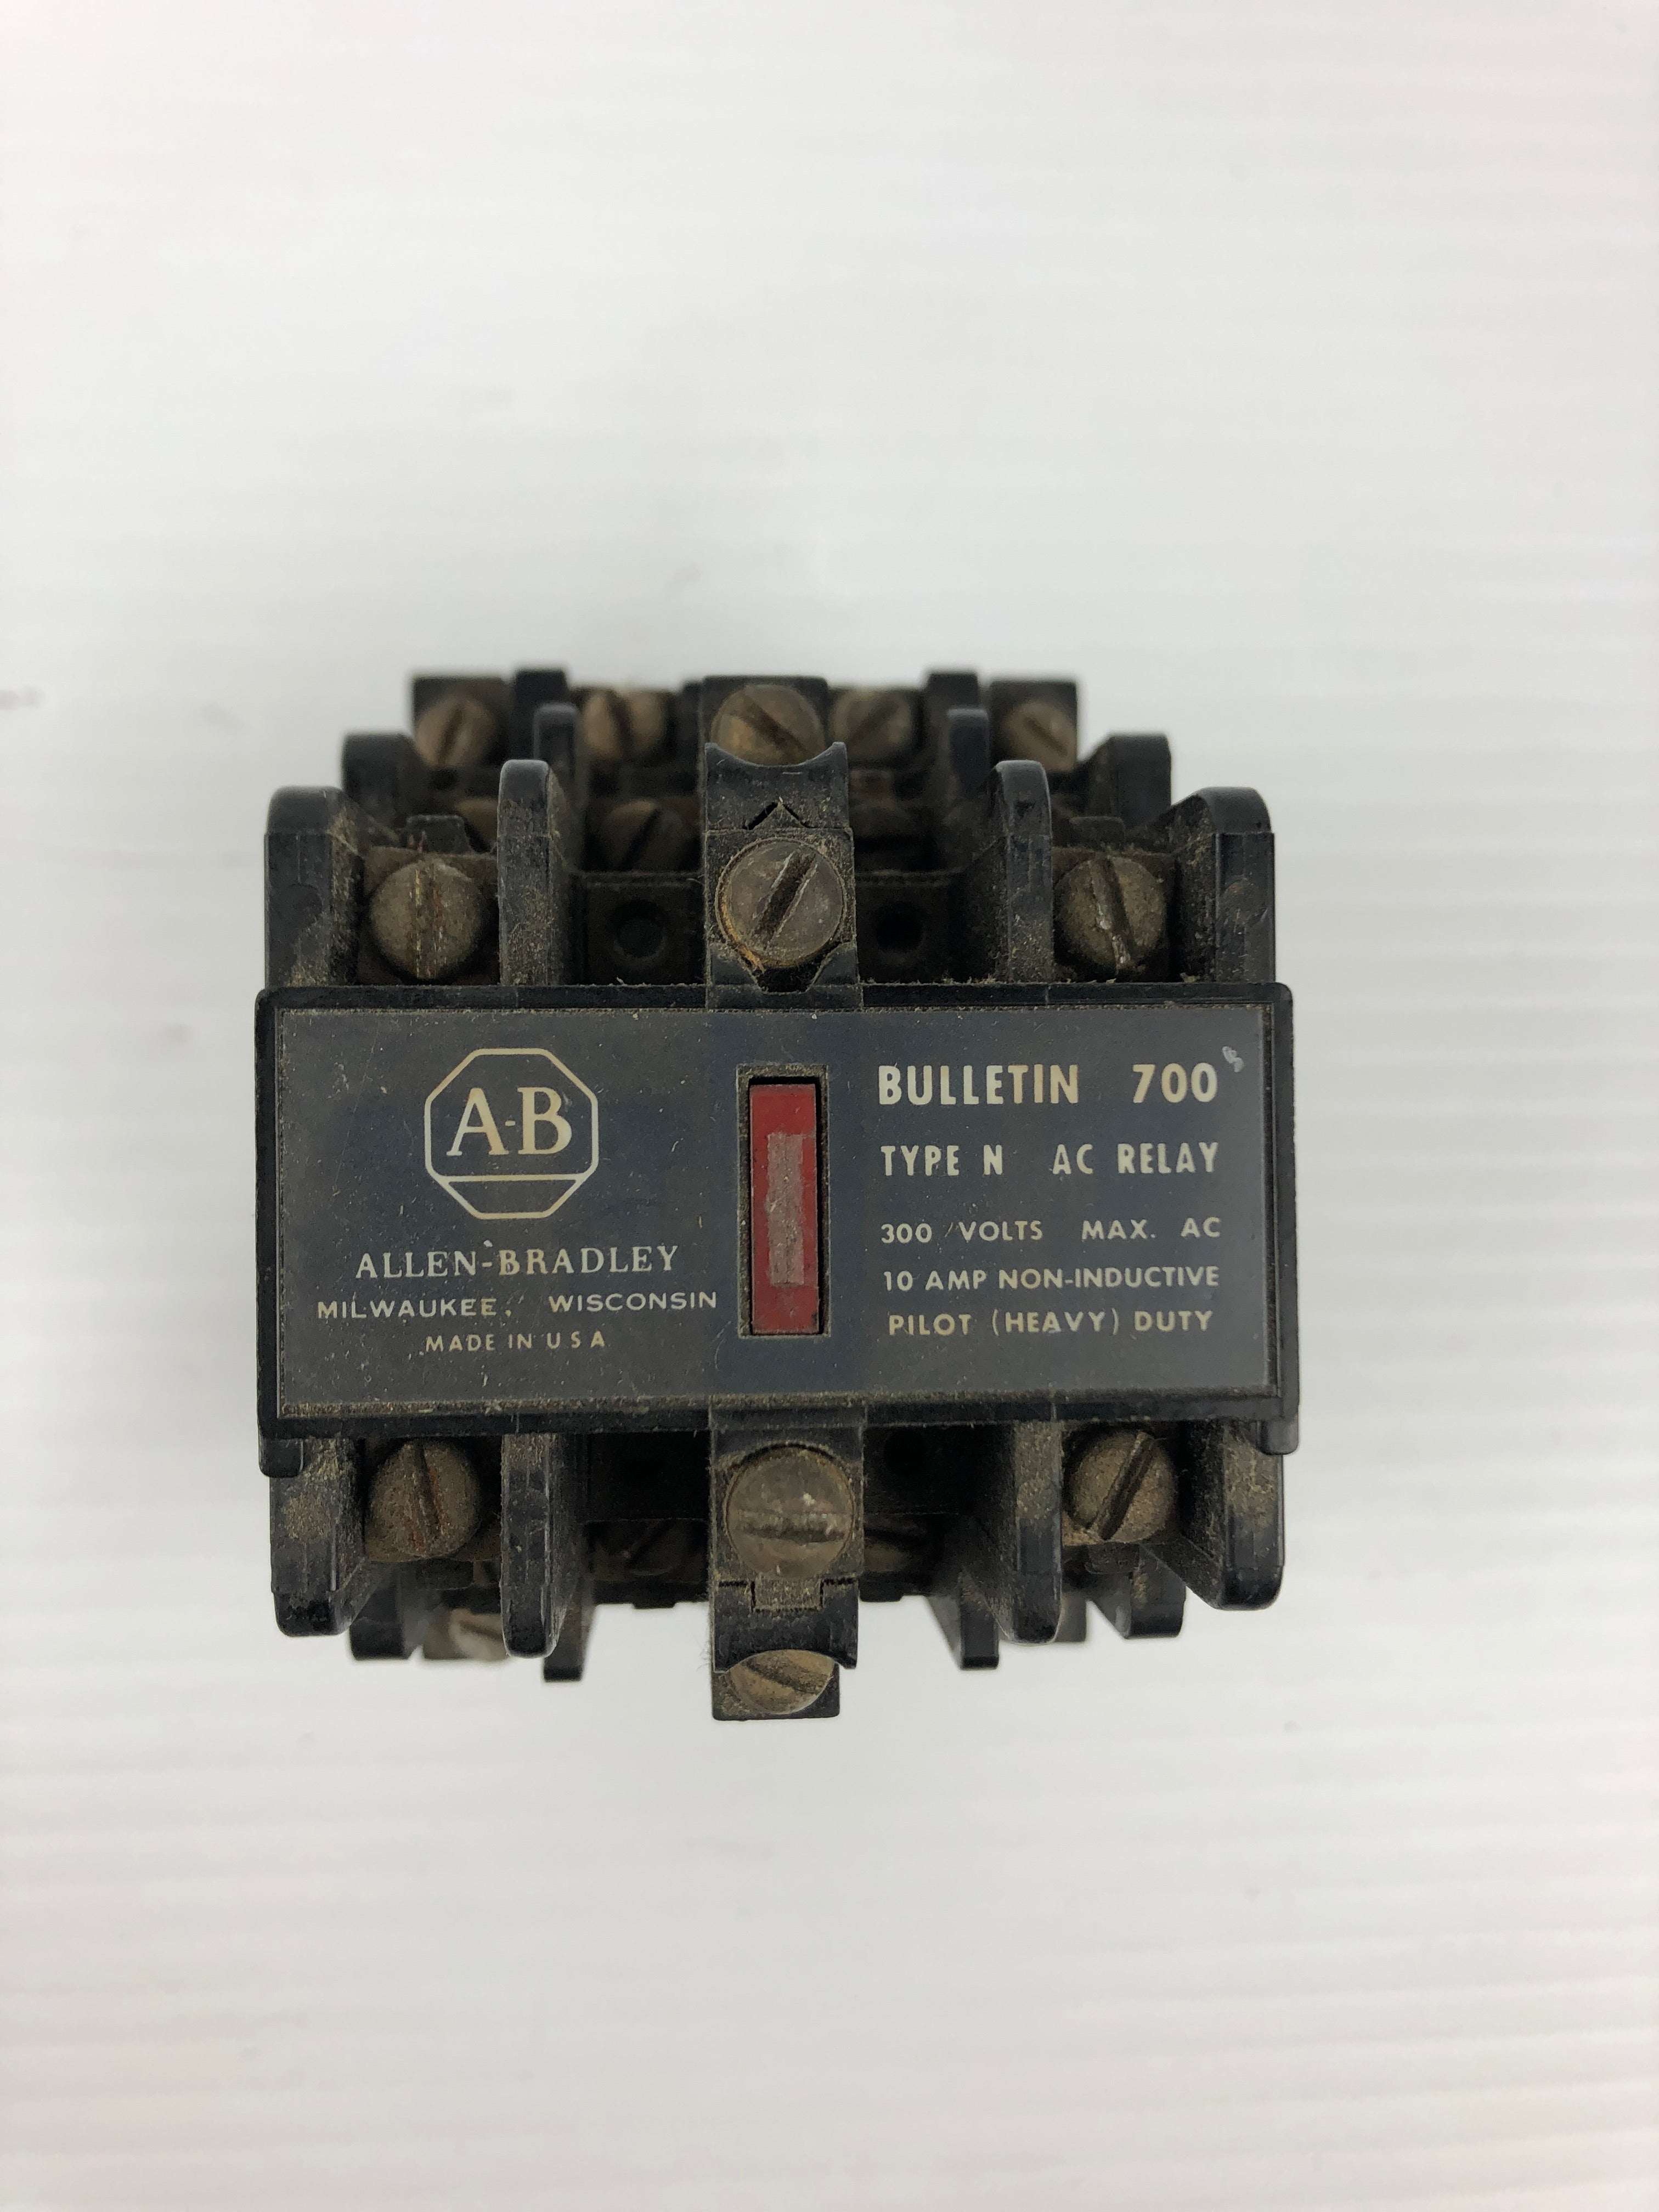 A-B
ALLEN-BRADLEY
MILWAUKEE, WISCONSIN
MADE IN U S A
BULLETIN 700
TYPE N AC RELAY
300 VOLTS MAX. AC
10 AMP NON-INDUCTIVE
PILOT (HEAVY) DUTY